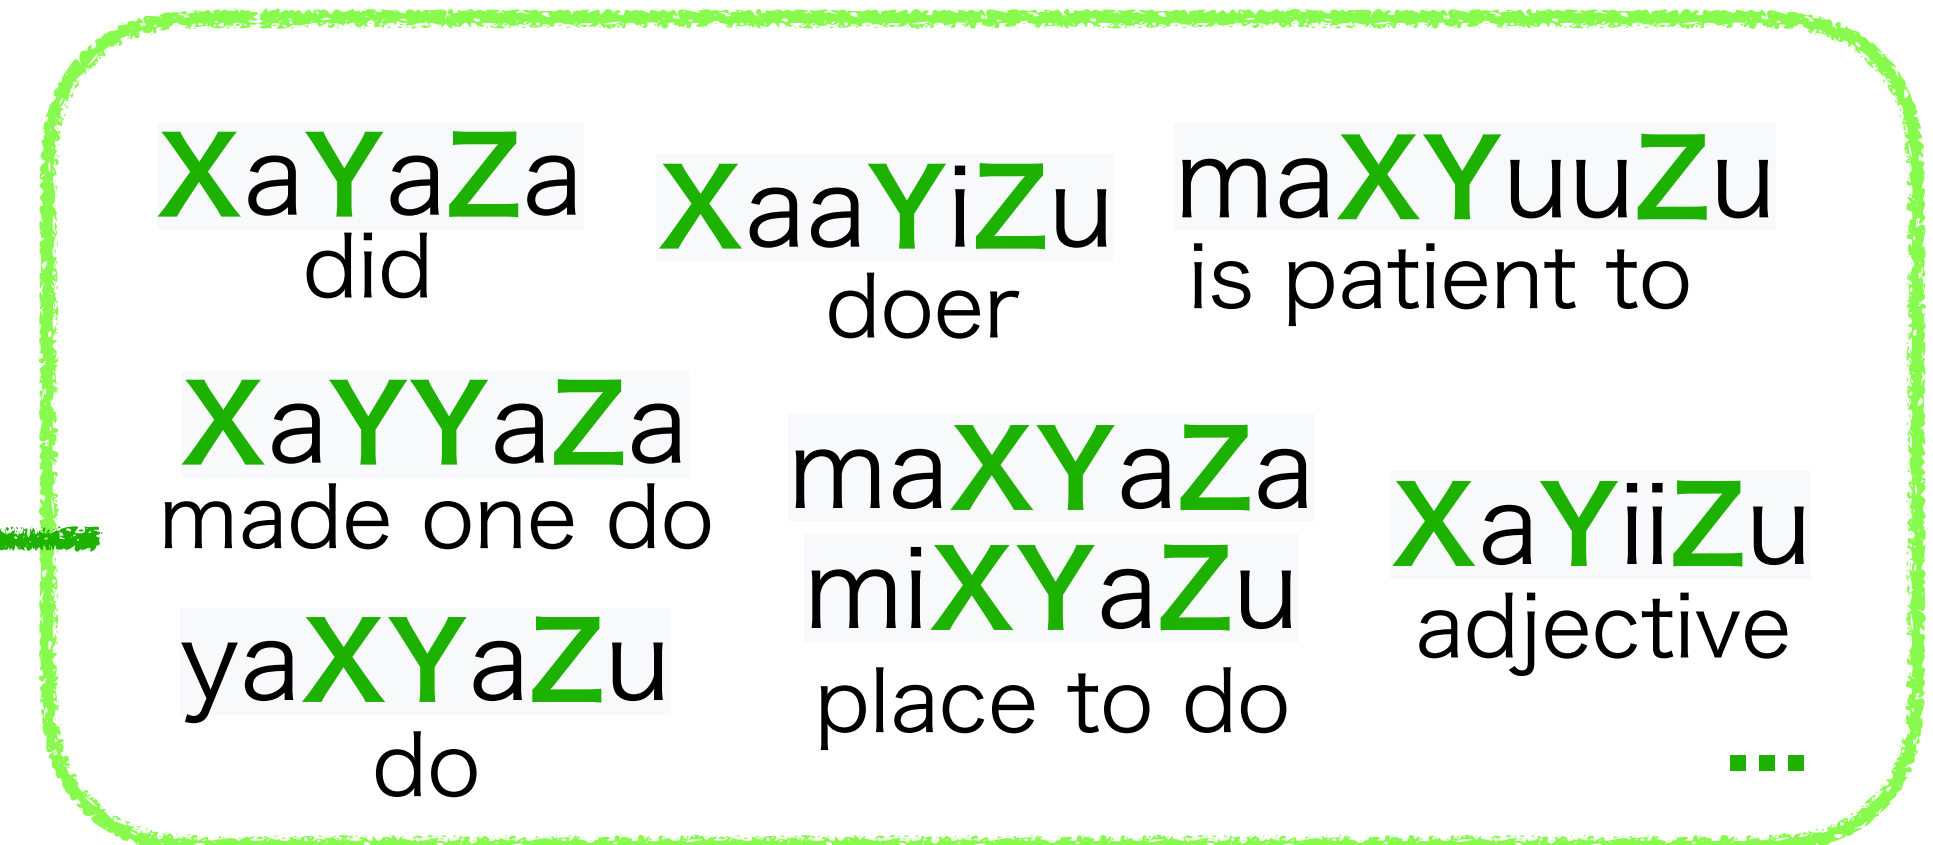 XaYaZa
did
XaaYiZu
doer
maXYuuZu
is patient to
XaYYaZa
made one do
maXYaZa
miXYaZu
place to do
XaYiiZu
adjective
yaXYaZu
do
...